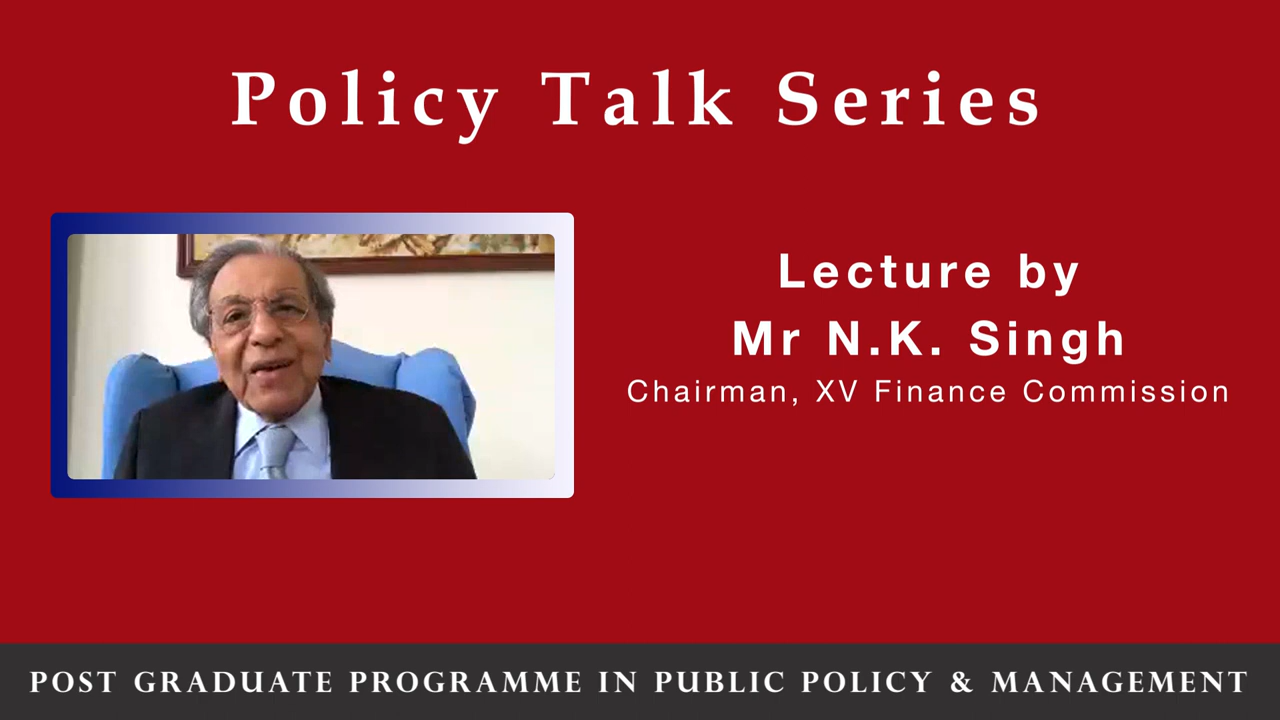 Policy Talk Series
Lecture by
Mr N.K. Singh
Chairman, XV Finance Commission
POST GRADUATE PROGRAMME IN PUBLIC POLICY & MANAGEMENT